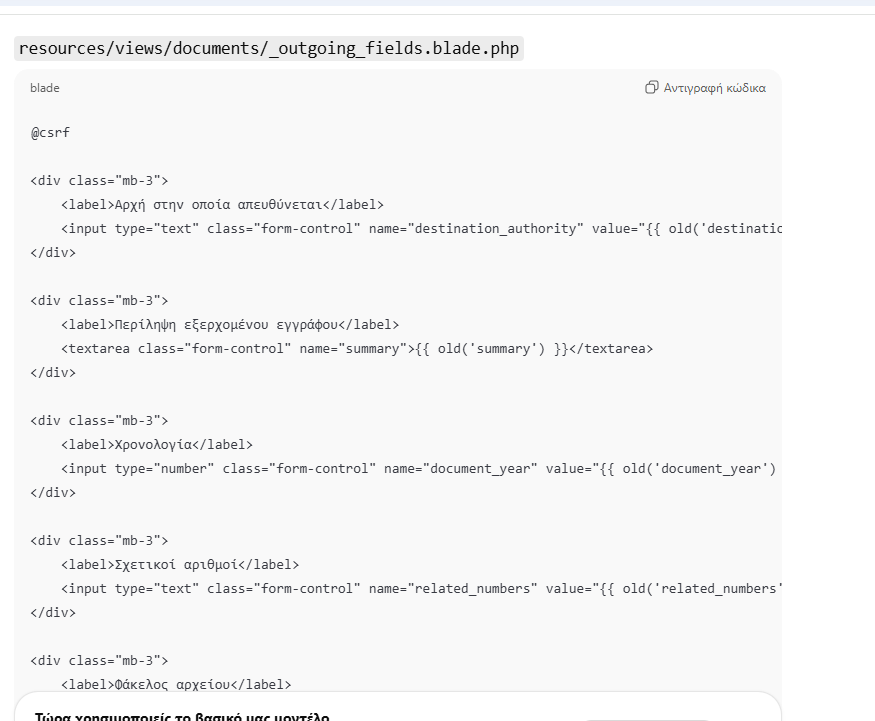 resources/views/documents/_outgoing_fields.blade.php
blade
Αντιγραφή κώδικα
@csrf
<div class="mb-3">
    <label>Αρχή στην οποία απευθύνεται</label>
    <input type="text" class="form-control" name="destination_authority" value="{{ old('destinatio
</div>
<div class="mb-3">
    <label>Περίληψη εξερχομένου εγγράφου</label>
    <textarea class="form-control" name="summary">{{ old('summary') }}</textarea>
</div>
<div class="mb-3">
    <label>Χρονολογία</label>
    <input type="number" class="form-control" name="document_year" value="{{ old('document_year')
</div>
<div class="mb-3">
    <label>Σχετικοί αριθμοί</label>
    <input type="text" class="form-control" name="related_numbers" value="{{ old('related_numbers'
</div>
<div class="mb-3">
    <label>Φάκελος αρχείου</label>
Τώρα χρησιμοποιείς το βασικό μας μοντέλο